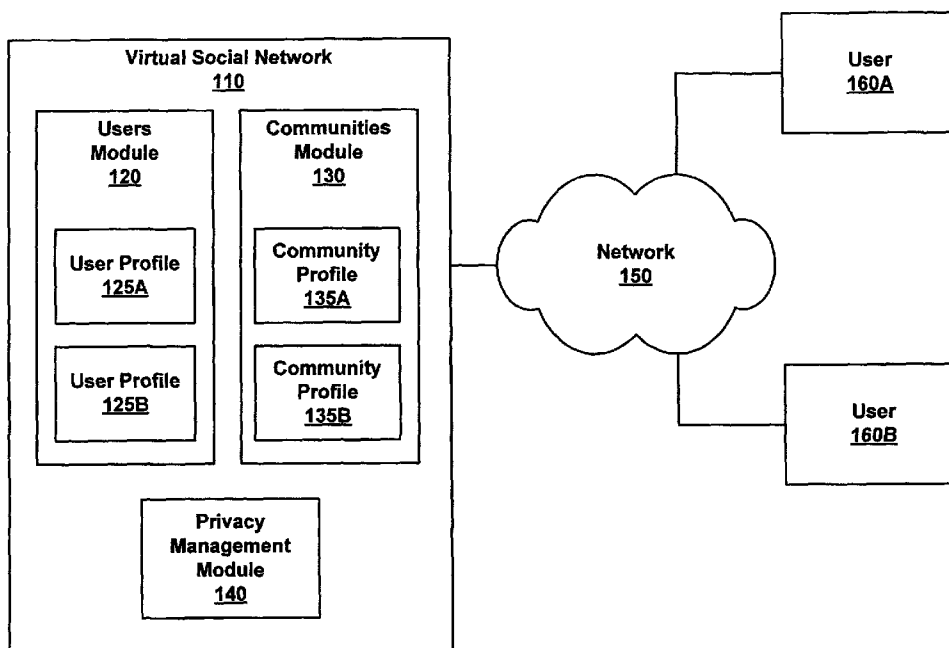 Virtual Social Network
110
Users
Module
120
User Profile
125A
User Profile
125B
Communities
Module
130
Community
Profile
135A
Community
Profile
135B
Privacy
Management
Module
140
Network
150
User
160A
User
160B